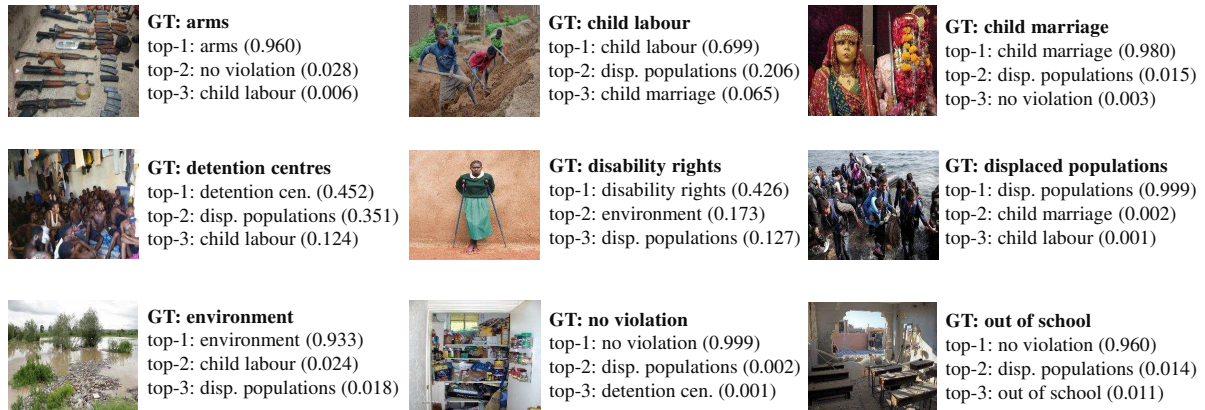 GT: arms
top-1: arms (0.960)
top-2: no violation (0.028)
top-3: child labour (0.006)
GT: child labour
top-1: child labour (0.699)
top-2: disp. populations (0.206)
top-3: child marriage (0.065)
GT: child marriage
top-1: child marriage (0.980)
top-2: disp. populations (0.015)
top-3: no violation (0.003)
GT: detention centres
top-1: detention cen. (0.452)
top-2: disp. populations (0.351)
top-3: child labour (0.124)
GT: disability rights
top-1: disability rights (0.426)
top-2: environment (0.173)
top-3: disp. populations (0.127)
GT: displaced populations
top-1: disp. populations (0.999)
top-2: child marriage (0.002)
top-3: child labour (0.001)
GT: environment
top-1: environment (0.933)
top-2: child labour (0.024)
top-3: disp. populations (0.018)
GT: no violation
top-1: no violation (0.999)
top-2: disp. populations (0.002)
top-3: detention cen. (0.001)
GT: out of school
top-1: no violation (0.960)
top-2: disp. populations (0.014)
top-3: out of school (0.011)